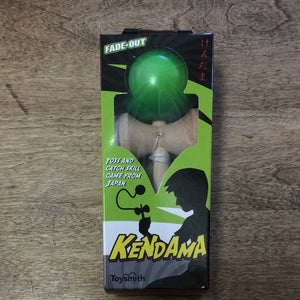 FADE-OUT
けんだま
TOSS AND
CATCH SKILL
GAME FROM
JAPAN
KENDAMA
Toysmith